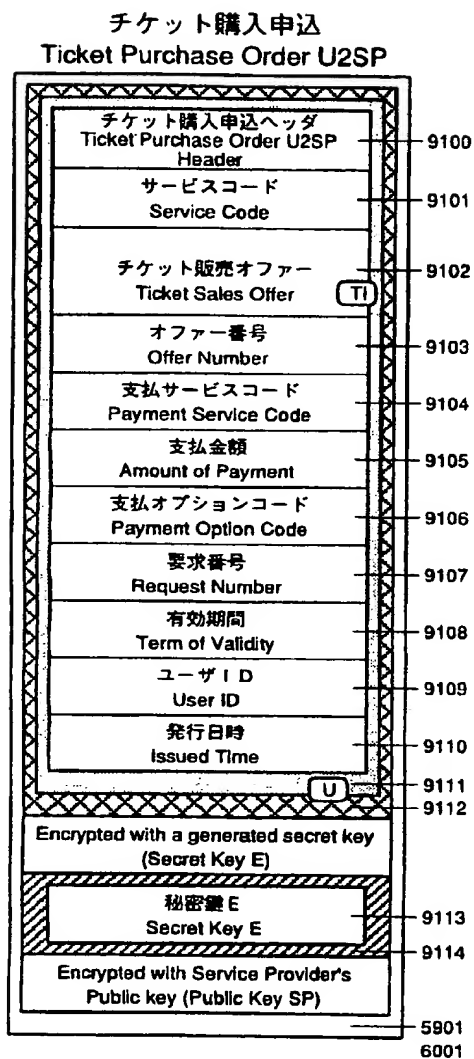 チケット購入申込
Ticket Purchase Order U2SP
チケット購入申込ヘッダ
Ticket Purchase Order U2SP
Header
9100
サービスコード
Service Code
9101
チケット販売オファー
Ticket Sales Offer
TI
9102
オファー番号
Offer Number
9103
支払サービスコード
Payment Service Code
9104
支払金額
Amount of Payment
9105
支払オプションコード
Payment Option Code
9106
要求番号
Request Number
9107
有効期間
Term of Validity
9108
ユーザID
User ID
9109
発行日時
Issued Time
9110
U
9111
9112
Encrypted with a generated secret key
(Secret Key E)
秘密鍵E
Secret Key E
9113
9114
Encrypted with Service Provider's
Public key (Public Key SP)
5901
6001